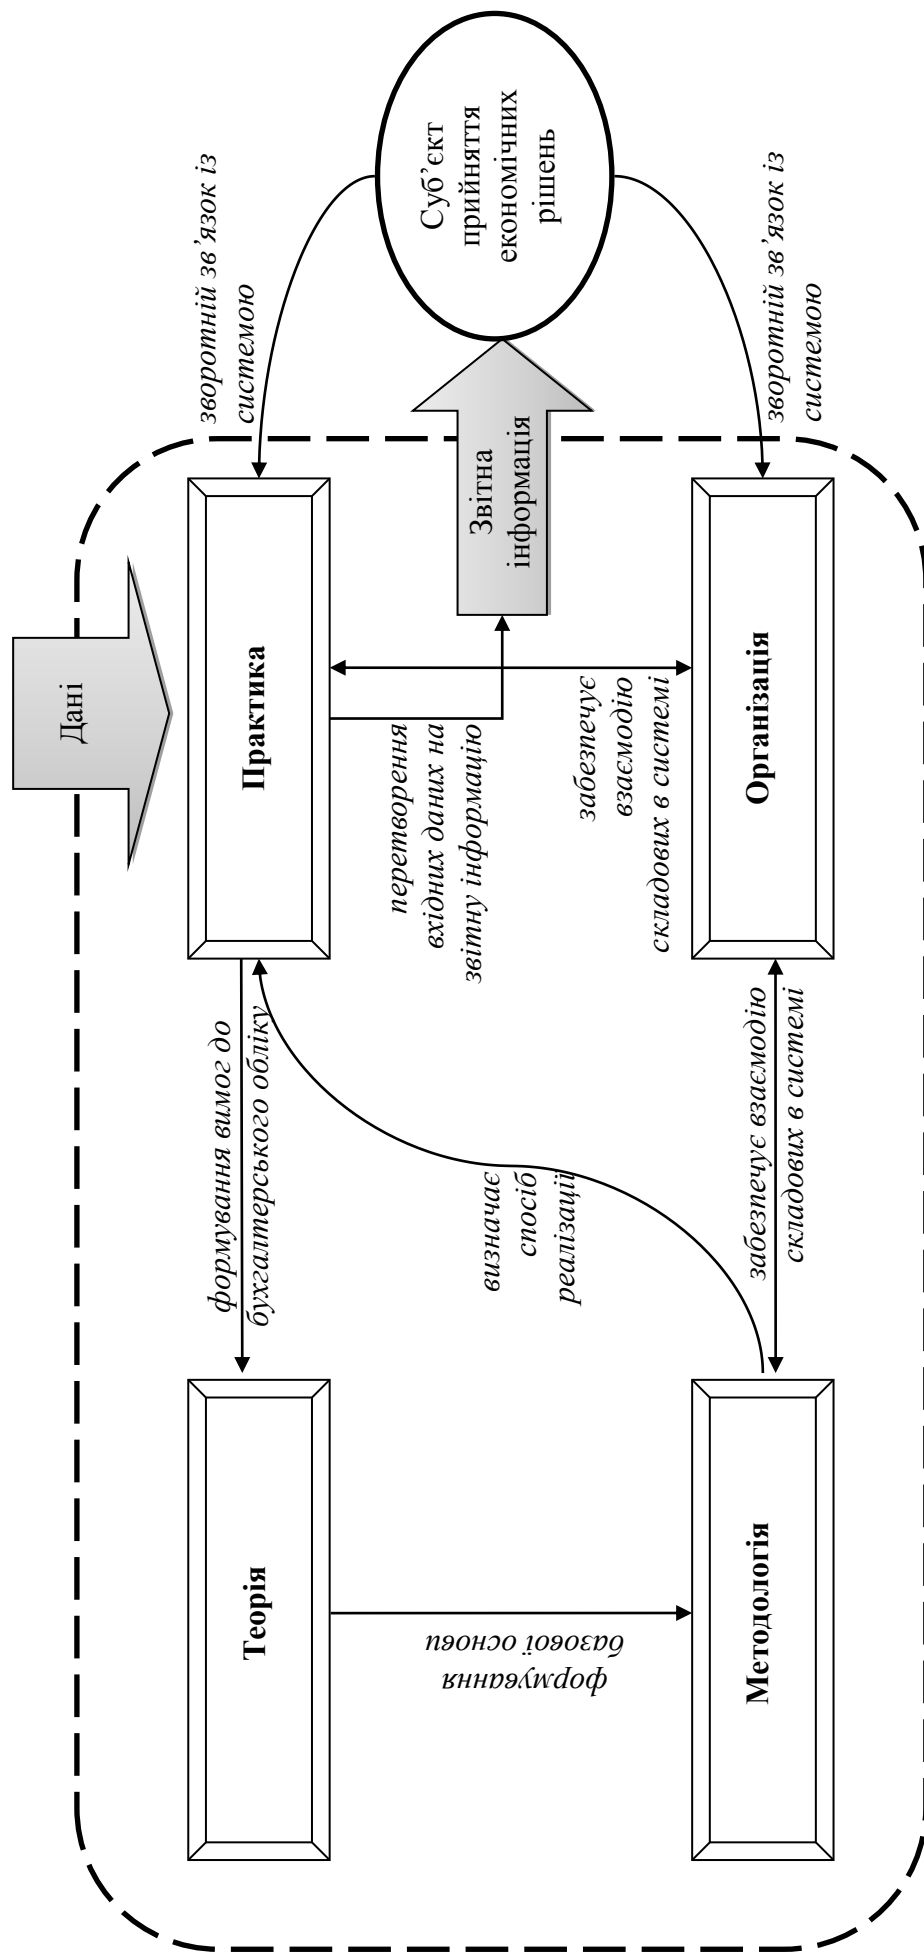 Дані
Теорія
формування вимог до
бухгалтерського обліку
Практика
зворотній зв’язок із
системою
формування
базової основи
визначає
спосіб
реалізації
перетворення
вхідних даних на
звітну інформацію
Звітна
інформація
Суб’єкт
прийняття
економічних
рішень
забезпечує
взаємодію
складових в системі
Методологія
забезпечує взаємодію
складових в системі
Організація
зворотній зв’язок із
системою